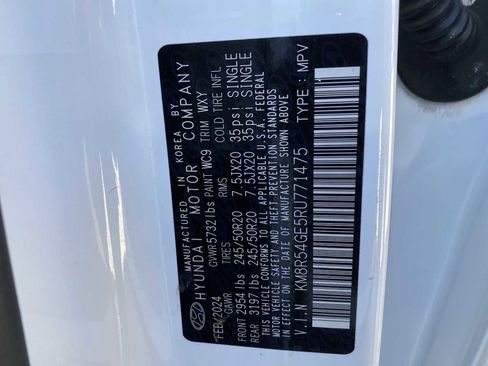 MANUFACTURED IN KOREA BY
HYUNDAI MOTOR COMPANY
FEB/2024 GVWR 5732 lbs PAINT WC9 TRIM WXY
GAWR TIRES RIMS COLD TIRE INFL
FRONT 2954 lbs 245/50R20 7.5JX20 35psi SINGLE
REAR 3197 lbs 245/50R20 7.5JX20 35psi SINGLE
THIS VEHICLE CONFORMS TO ALL APPLICABLE U.S.A. FEDERAL
MOTOR VEHICLE SAFETY AND THEFT PREVENTION STANDARDS
IN EFFECT ON THE DATE OF MANUFACTURE SHOWN ABOVE
V.I.N : KM8R54GE5RU771475 TYPE : MPV